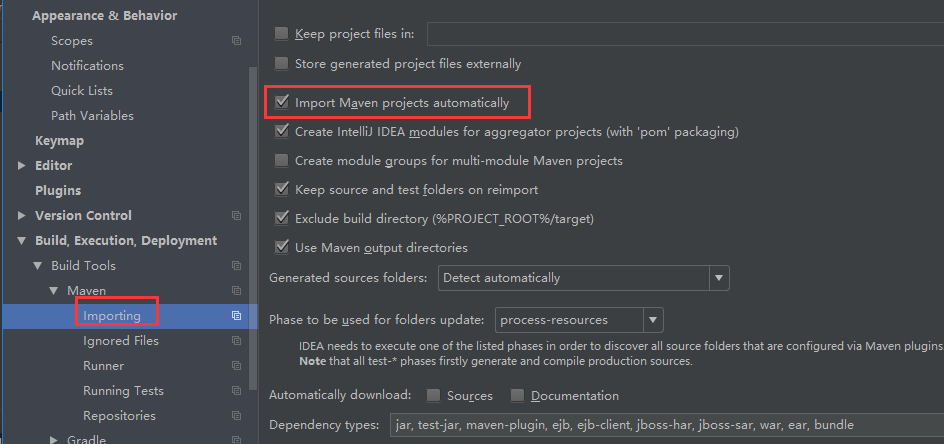 Appearance & Behavior
Scopes
Notifications
Quick Lists
Path Variables
Keymap
Editor
Plugins
Version Control
Build, Execution, Deployment
Build Tools
Maven
Importing
Ignored Files
Runner
Running Tests
Repositories
Gradle
Keep project files in:
Store generated project files externally
Import Maven projects automatically
Create IntelliJ IDEA modules for aggregator projects (with 'pom' packaging)
Create module groups for multi-module Maven projects
Keep source and test folders on reimport
Exclude build directory (%PROJECT_ROOT%/target)
Use Maven output directories
Generated sources folders: Detect automatically
Phase to be used for folders update: process-resources
IDEA needs to execute one of the listed phases in order to discover all source folders that are configured via Maven plugins
Note that all test-* phases firstly generate and compile production sources.
Automatically download: Sources Documentation
Dependency types: jar, test-jar, maven-plugin, ejb, ejb-client, jboss-har, jboss-sar, war, ear, bundle